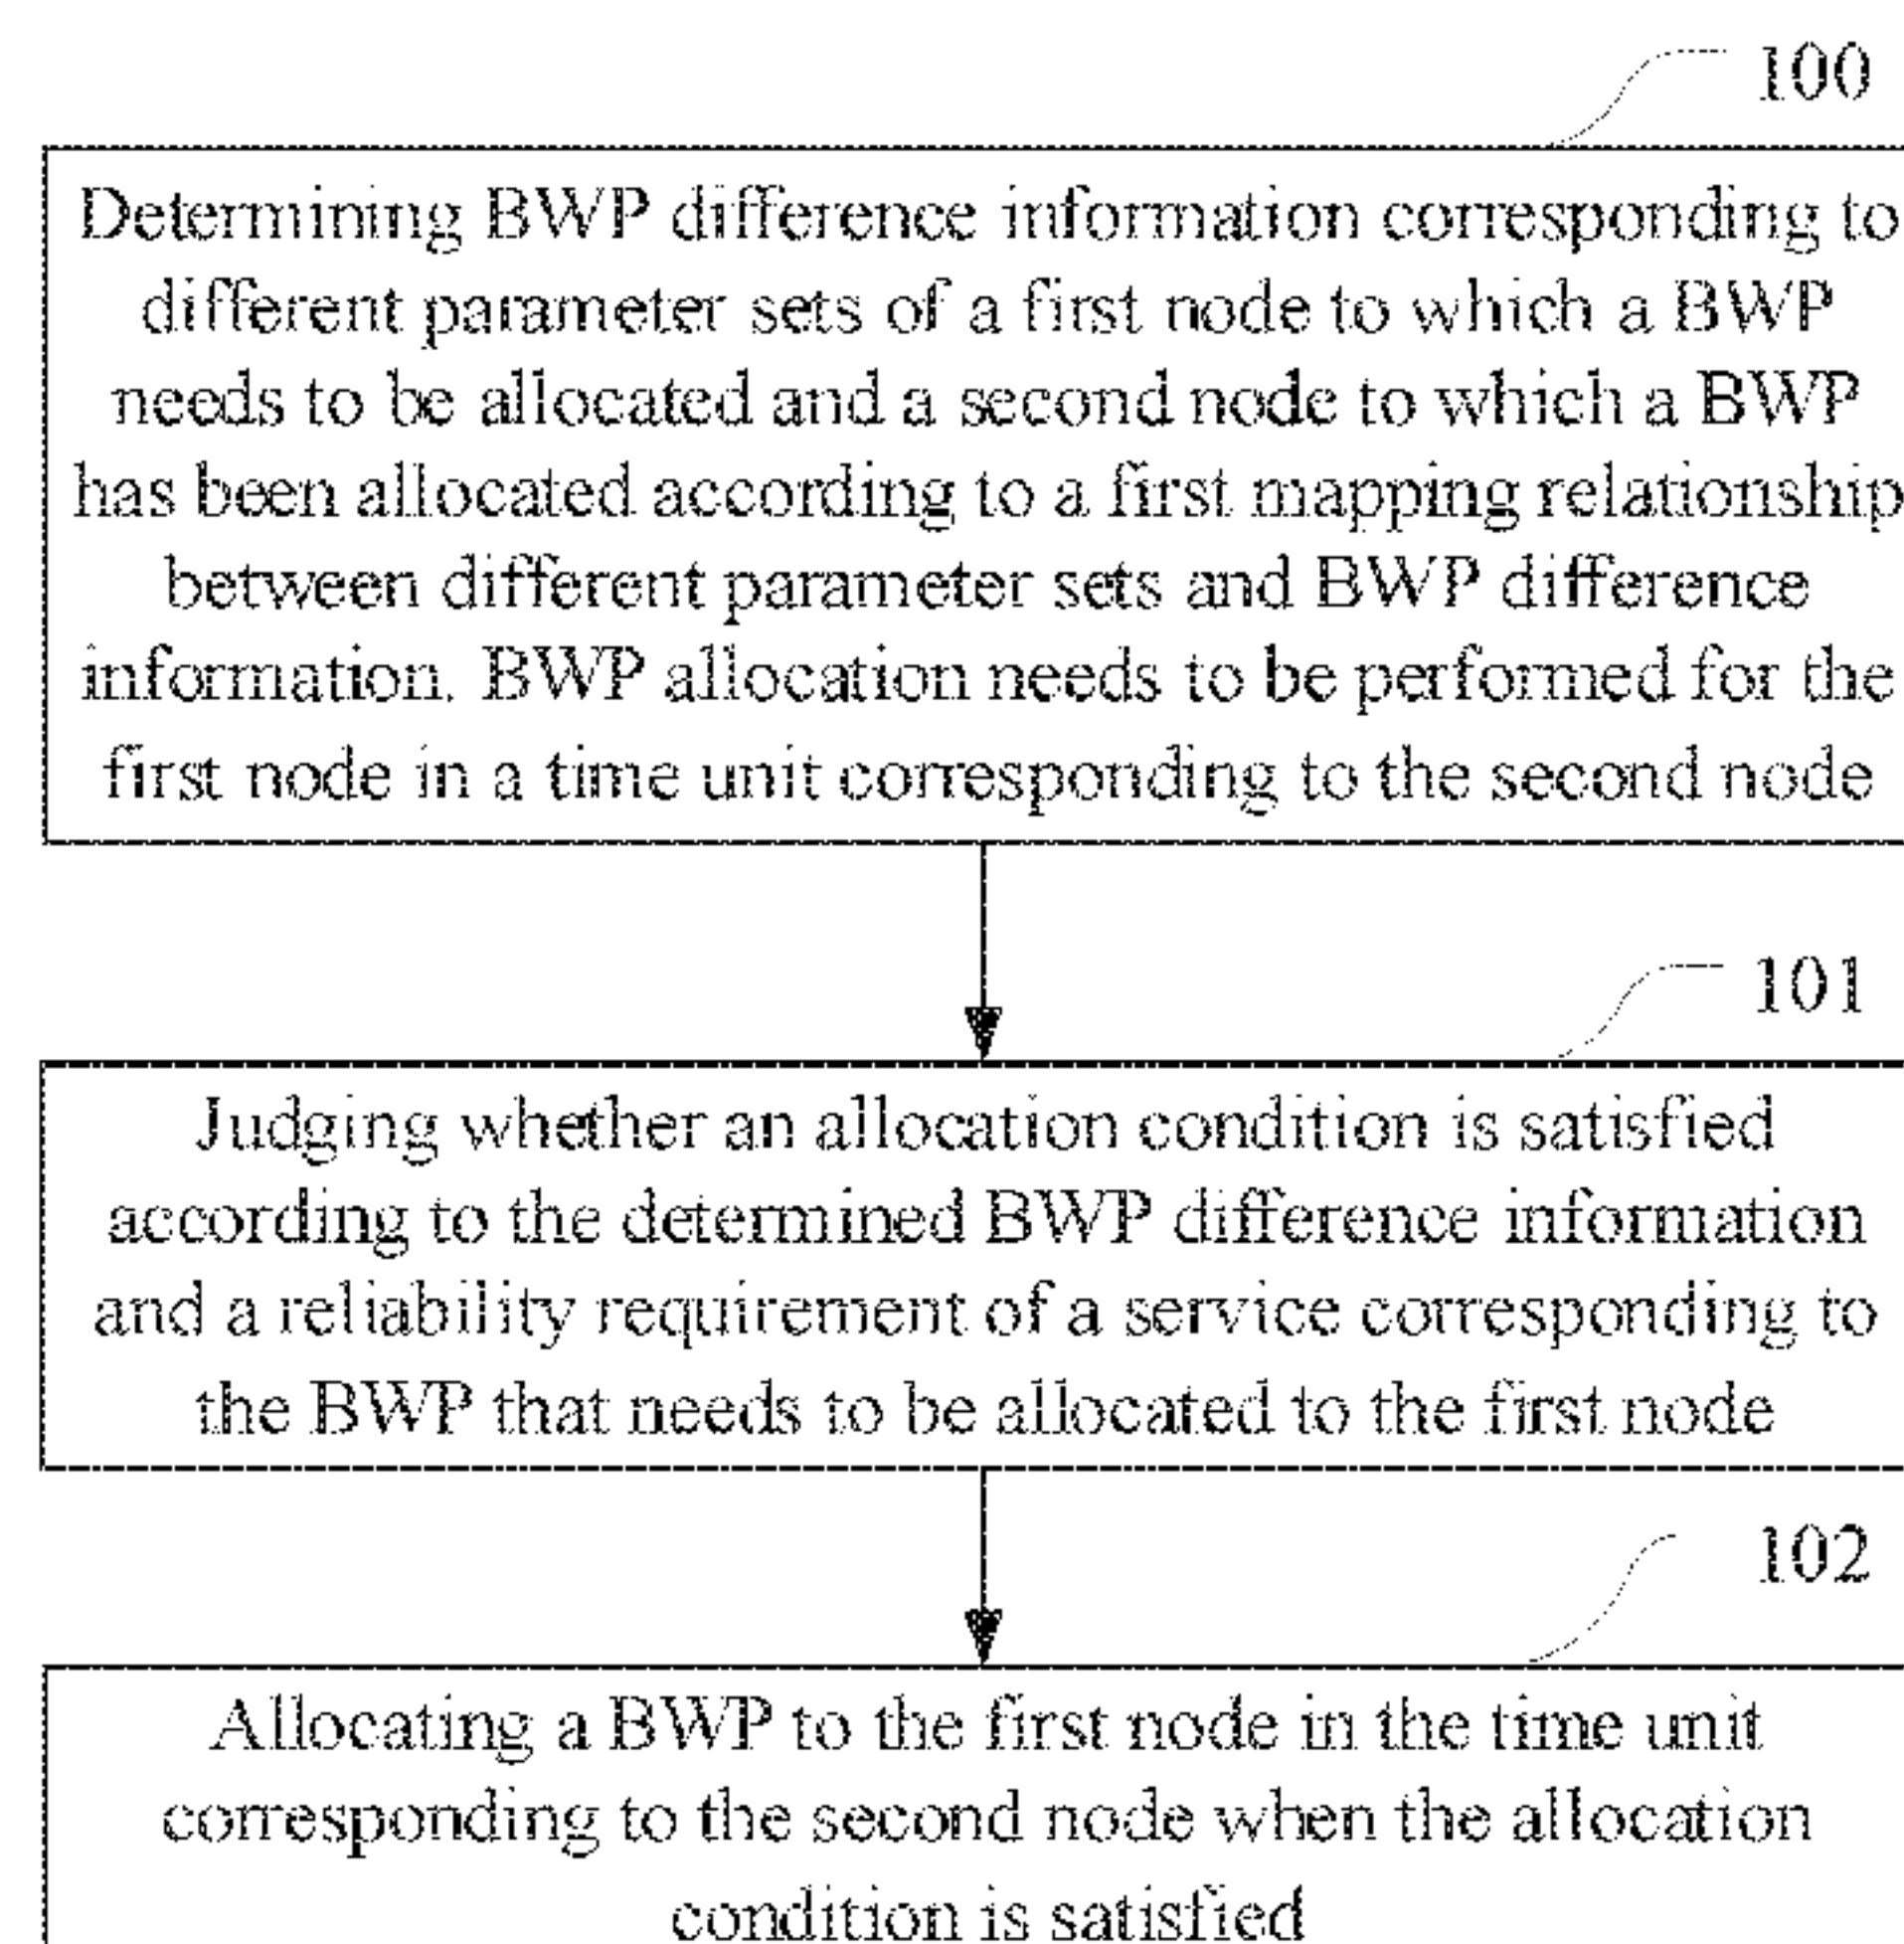 100
Determining BWP difference information corresponding to
different parameter sets of a first node to which a BWP
needs to be allocated and a second node to which a BWP
has been allocated according to a first mapping relationship
between different parameter sets and BWP difference
information. BWP allocation needs to be performed for the
first node in a time unit corresponding to the second node
101
Judging whether an allocation condition is satisfied
according to the determined BWP difference information
and a reliability requirement of a service corresponding to
the BWP that needs to be allocated to the first node
102
Allocating a BWP to the first node in the time unit
corresponding to the second node when the allocation
condition is satisfied